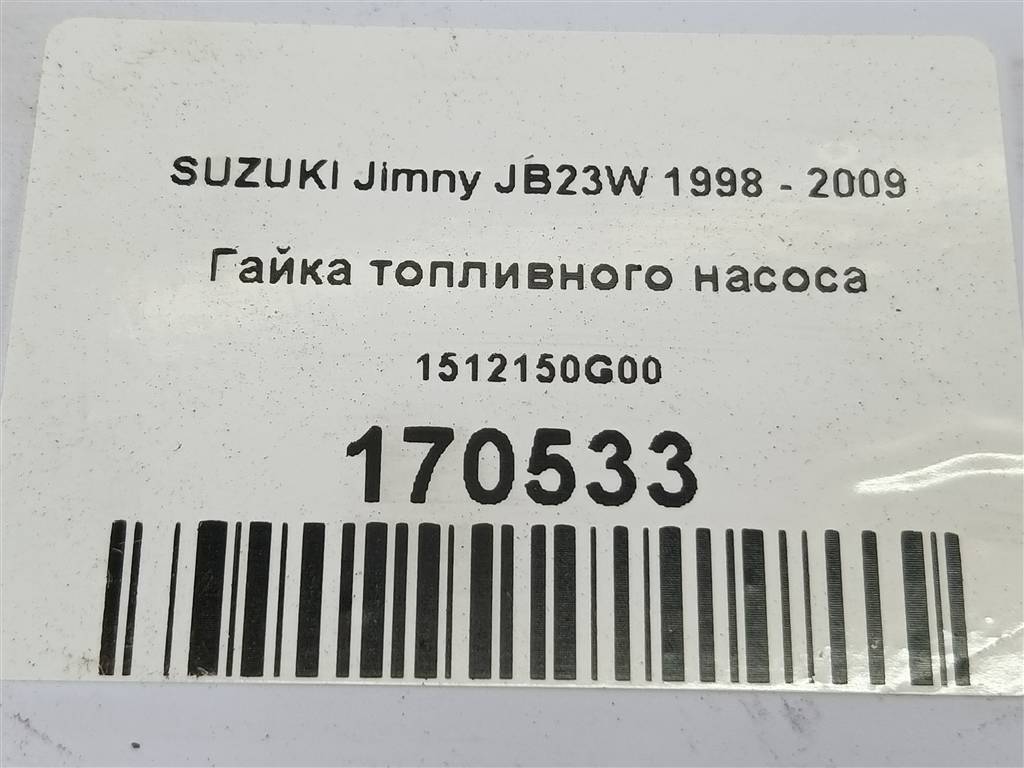 SUZUKI Jimny JB23W 1998 - 2009
Гайка топливного насоса
1512150G00
170533